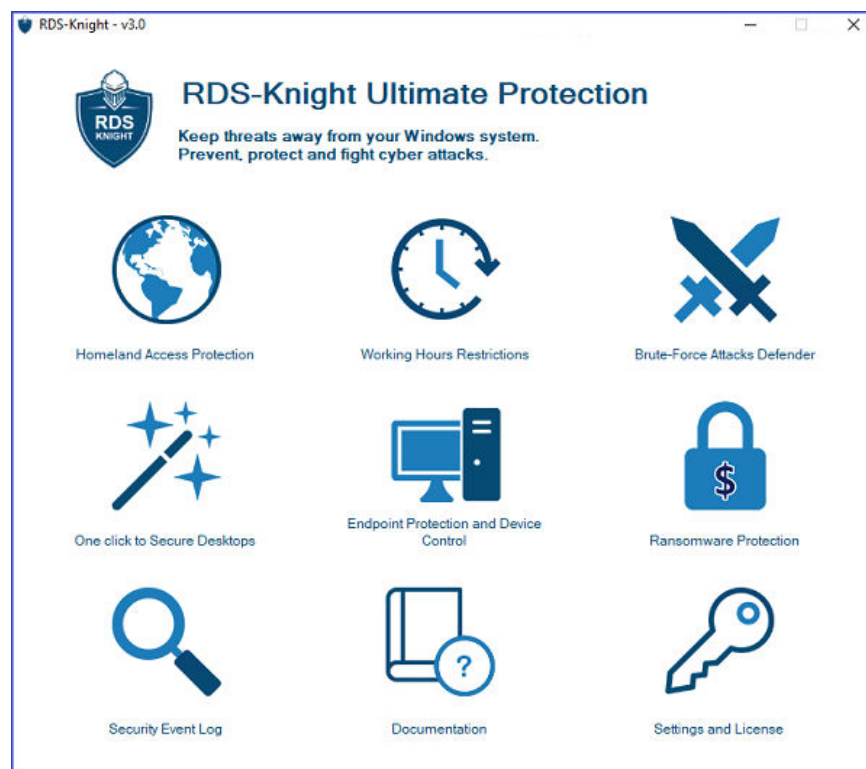 RDS-Knight - v3.0
RDS-Knight Ultimate Protection
RDS
KNIGHT
Keep threats away from your Windows system.
Prevent, protect and fight cyber attacks.
Homeland Access Protection
Working Hours Restrictions
Brute-Force Attacks Defender
One click to Secure Desktops
Endpoint Protection and Device
Control
$
Ransomware Protection
?
Security Event Log
Documentation
Settings and License